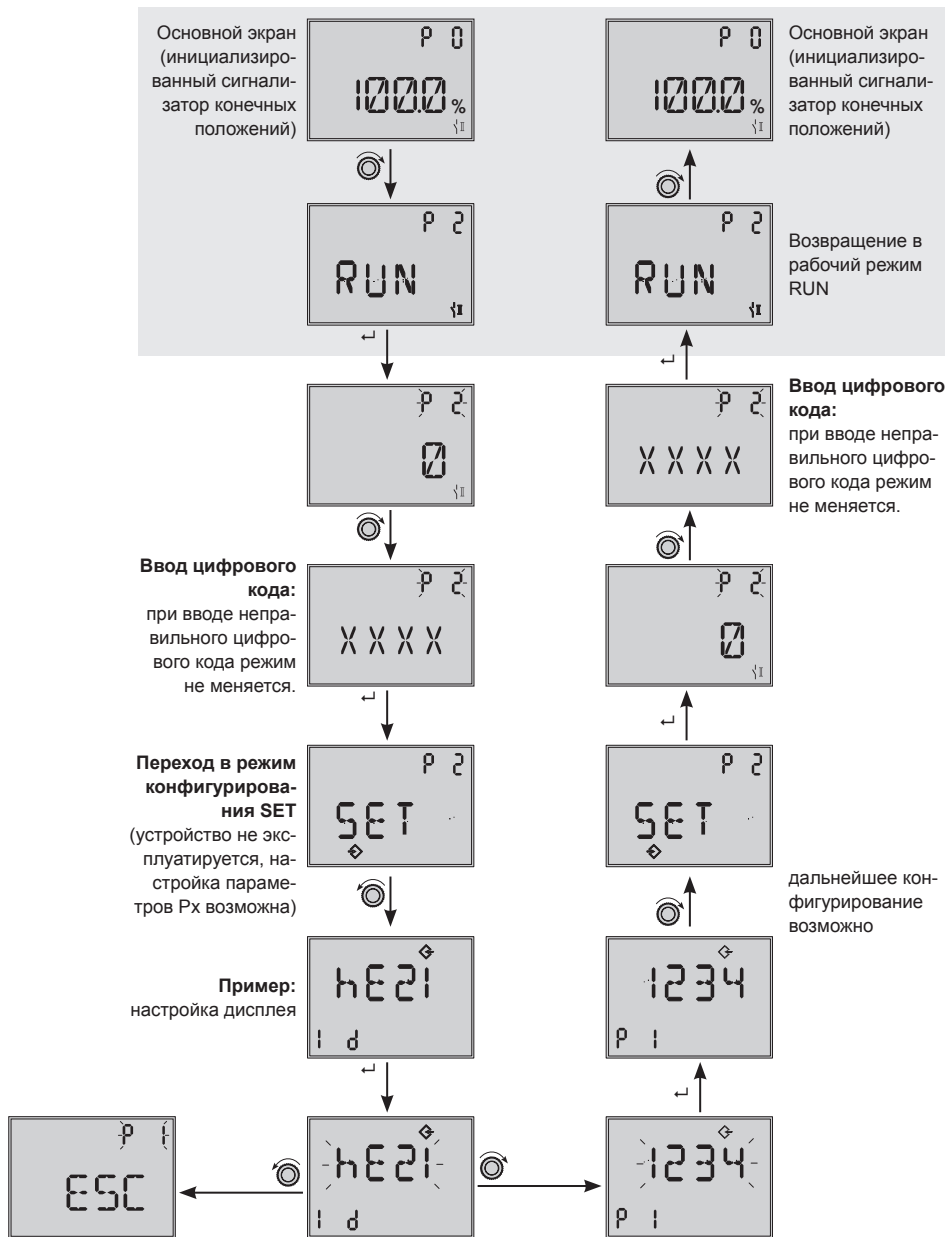 Основной экран
(инициализиро-
ванный сигнали-
затор конечных
положений)
P 0
100.0 %
P 2
RUN
P 2
0
Ввод цифрового
кода:
при вводе непра-
вильного цифро-
вого кода режим
не меняется.
P 2
XXXX
Переход в режим
конфигурирова-
ния SET
(устройство не экс-
плуатируется, на-
стройка параме-
тров Px возможна)
P 2
SET
Пример:
настройка дисплея
hE21
I d
hE21
I d
P 1
ESC
P 0
100.0 %
Основной экран
(инициализиро-
ванный сигнали-
затор конечных
положений)
P 2
RUN
Возвращение в
рабочий режим
RUN
P 2
XXXX
Ввод цифрового
кода:
при вводе непра-
вильного цифро-
вого кода режим
не меняется.
P 2
0
P 2
SET
дальнейшее кон-
фигурирование
возможно
1234
P 1
1234
P 1